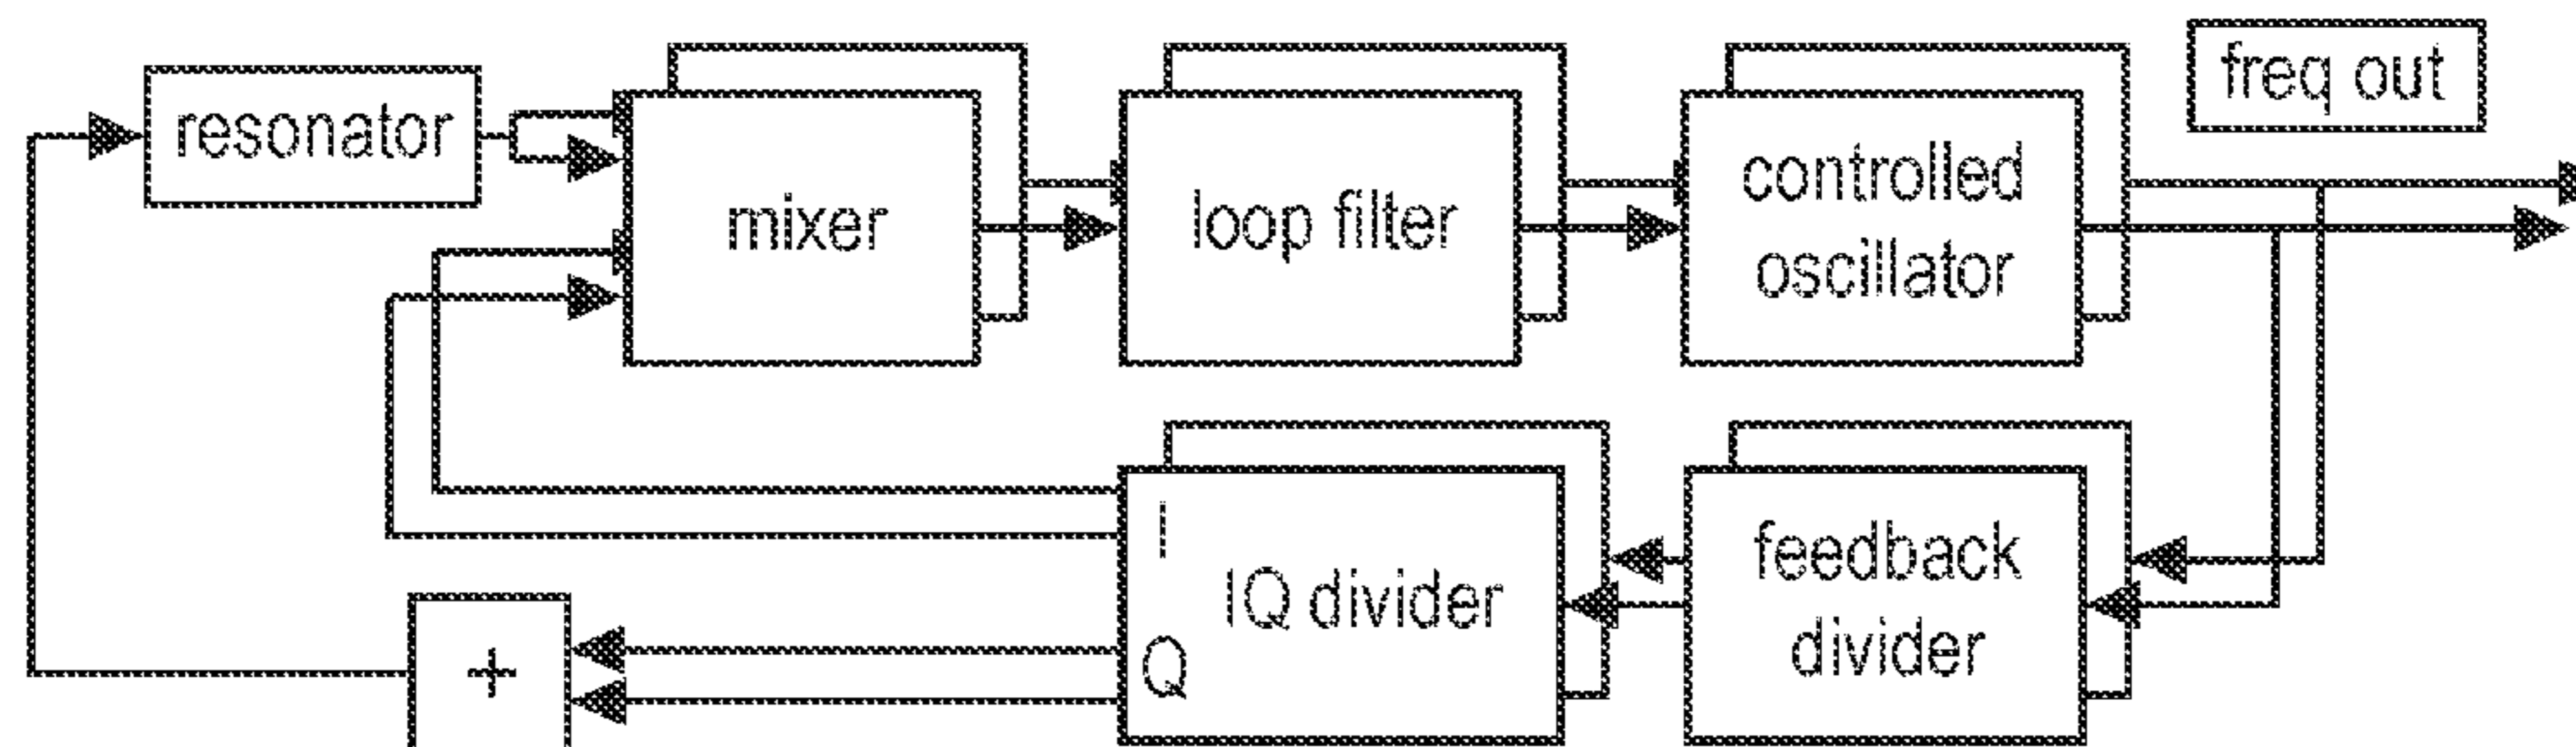 freq out
resonator
mixer
loop filter
controlled
oscillator
I
IQ divider
Q
feedback
divider
+